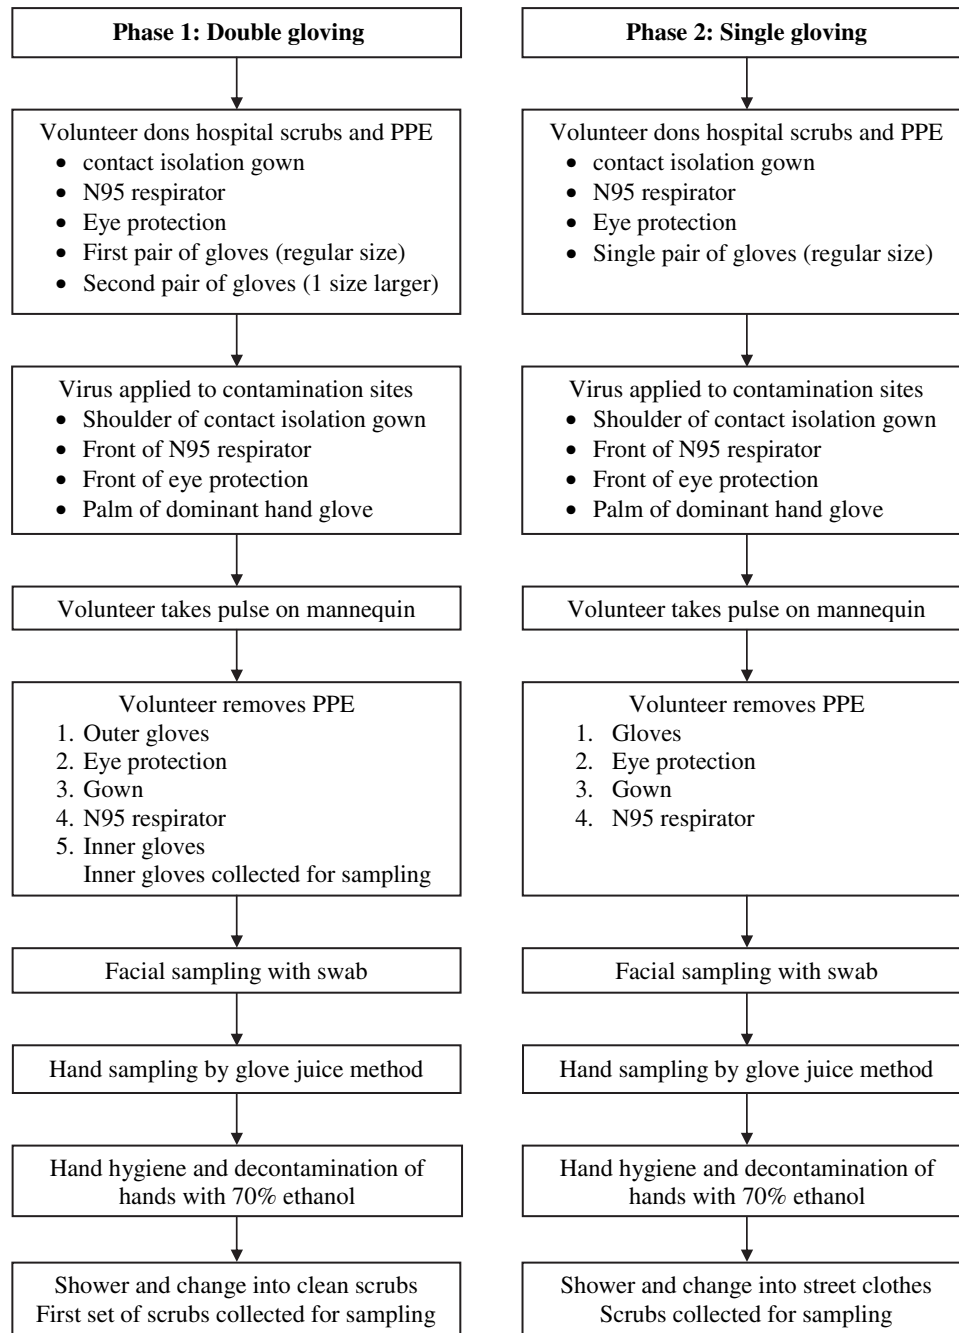 Phase 1: Double gloving
Volunteer dons hospital scrubs and PPE
• contact isolation gown
• N95 respirator
• Eye protection
• First pair of gloves (regular size)
• Second pair of gloves (1 size larger)
Virus applied to contamination sites
• Shoulder of contact isolation gown
• Front of N95 respirator
• Front of eye protection
• Palm of dominant hand glove
Volunteer takes pulse on mannequin
Volunteer removes PPE
1. Outer gloves
2. Eye protection
3. Gown
4. N95 respirator
5. Inner gloves
Inner gloves collected for sampling
Facial sampling with swab
Hand sampling by glove juice method
Hand hygiene and decontamination of
hands with 70% ethanol
Shower and change into clean scrubs
First set of scrubs collected for sampling
Phase 2: Single gloving
Volunteer dons hospital scrubs and PPE
• contact isolation gown
• N95 respirator
• Eye protection
• Single pair of gloves (regular size)
Virus applied to contamination sites
• Shoulder of contact isolation gown
• Front of N95 respirator
• Front of eye protection
• Palm of dominant hand glove
Volunteer takes pulse on mannequin
Volunteer removes PPE
1. Gloves
2. Eye protection
3. Gown
4. N95 respirator
Facial sampling with swab
Hand sampling by glove juice method
Hand hygiene and decontamination of
hands with 70% ethanol
Shower and change into street clothes
Scrubs collected for sampling